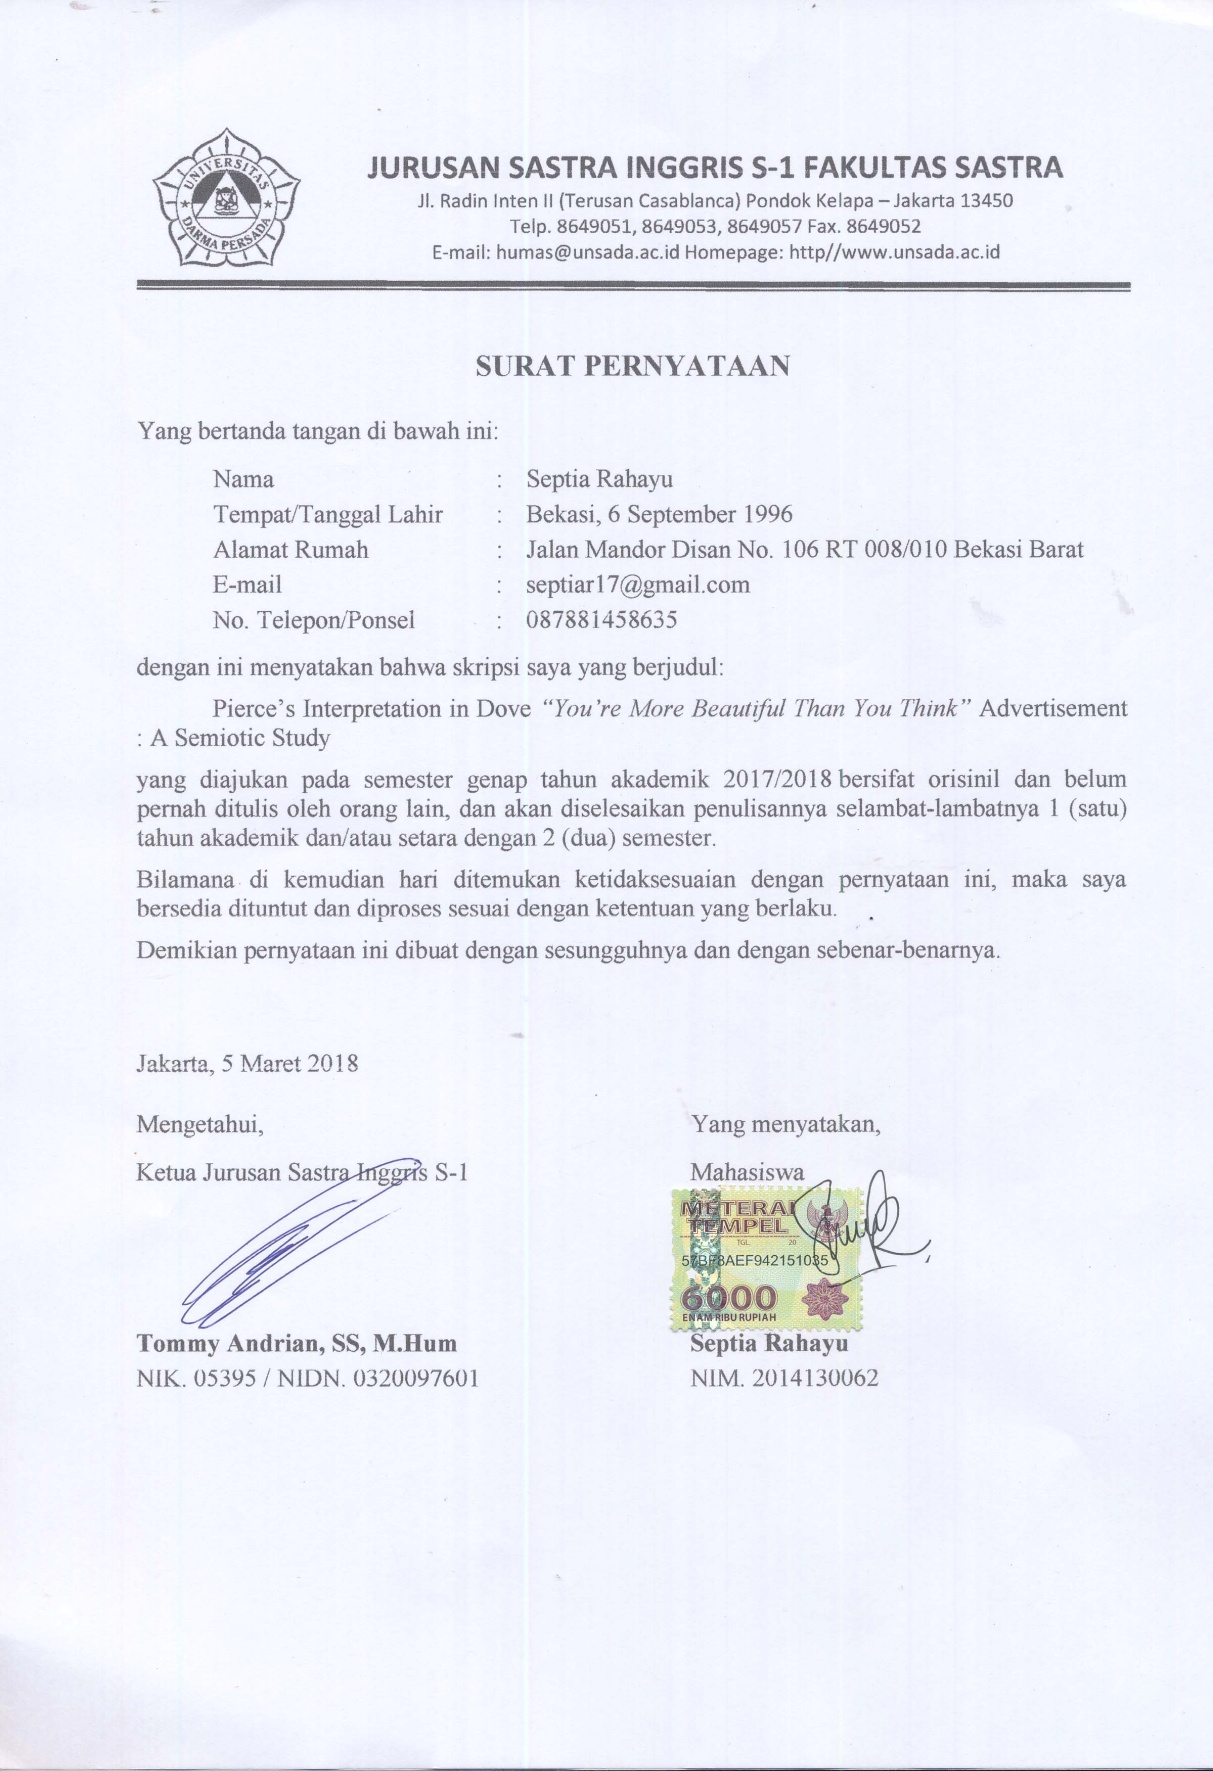 UNIVERSITAS
DARMA PERSADA
JURUSAN SASTRA INGGRIS S-1 FAKULTAS SASTRA
Jl. Radin Inten II (Terusan Casablanca) Pondok Kelapa – Jakarta 13450
Telp. 8649051, 8649053, 8649057 Fax. 8649052
E-mail: humas@unsada.ac.id Homepage: http//www.unsada.ac.id
SURAT PERNYATAAN
Yang bertanda tangan di bawah ini:
Nama : Septia Rahayu
Tempat/Tanggal Lahir : Bekasi, 6 September 1996
Alamat Rumah : Jalan Mandor Disan No. 106 RT 008/010 Bekasi Barat
E-mail : septiar17@gmail.com
No. Telepon/Ponsel : 087881458635
dengan ini menyatakan bahwa skripsi saya yang berjudul:
Pierce's Interpretation in Dove “You're More Beautiful Than You Think” Advertisement
: A Semiotic Study
yang diajukan pada semester genap tahun akademik 2017/2018 bersifat orisinil dan belum
pernah ditulis oleh orang lain, dan akan diselesaikan penulisannya selambat-lambatnya 1 (satu)
tahun akademik dan/atau setara dengan 2 (dua) semester.
Bilamana di kemudian hari ditemukan ketidaksesuaian dengan pernyataan ini, maka saya
bersedia dituntut dan diproses sesuai dengan ketentuan yang berlaku.
Demikian pernyataan ini dibuat dengan sesungguhnya dan dengan sebenar-benarnya.
Jakarta, 5 Maret 2018
Mengetahui,
Ketua Jurusan Sastra Inggris S-1
Tommy Andrian, SS, M.Hum
NIK. 05395 / NIDN. 0320097601
Yang menyatakan,
Mahasiswa
METERAI
TEMPEL
TGL. 20
57BF8AEF942151035
6000
ENAM RIBU RUPIAH
Septia Rahayu
NIM. 2014130062